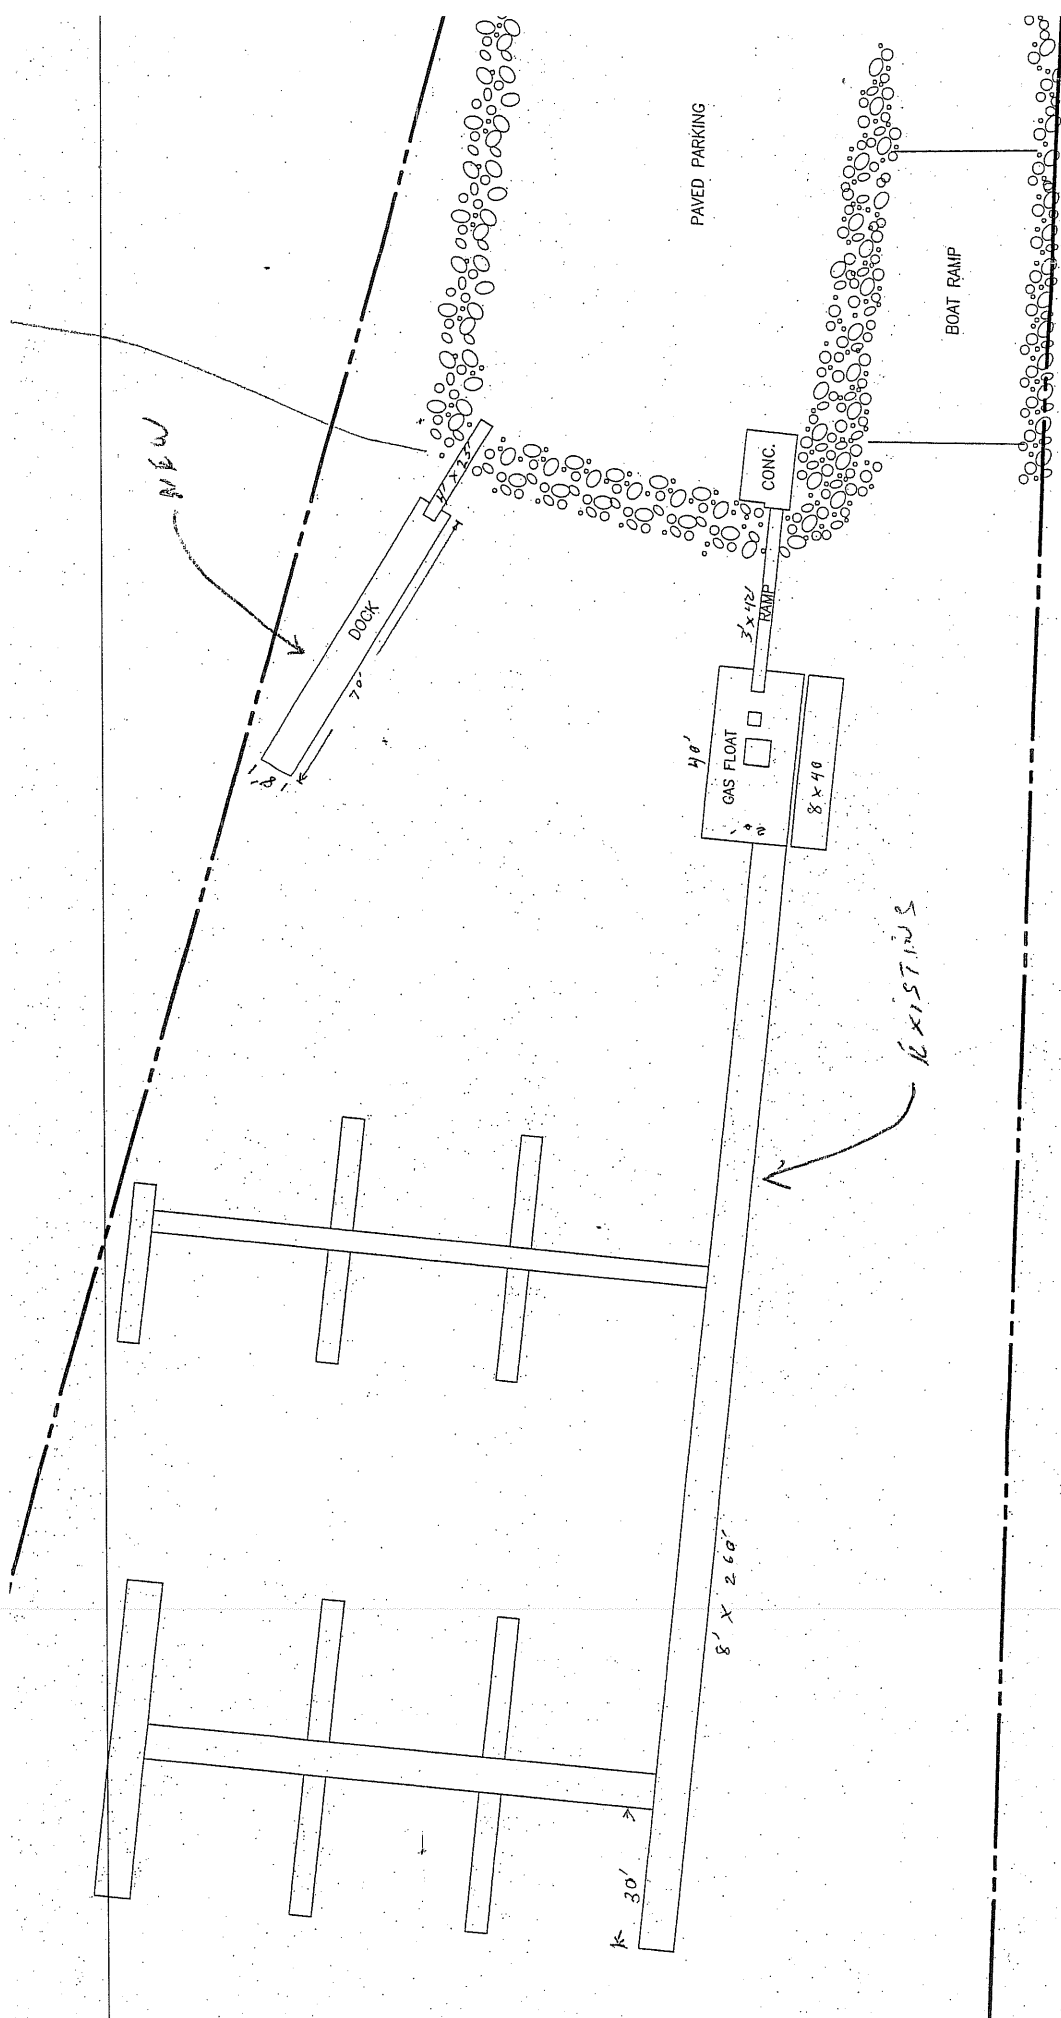 PAVED PARKING
BOAT RAMP
NEW
CONC.
DOCK
70'
8'
3' x 42'
RAMP
40'
GAS FLOAT
8 x 40
EXISTING
8' x 260'
30'